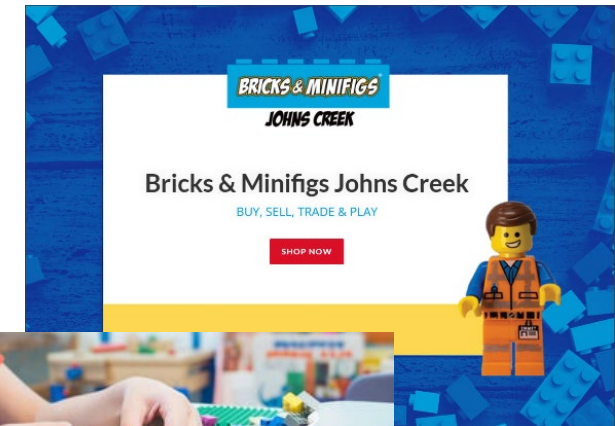 BRICKS & MINIFIGS®
JOHNS CREEK
Bricks & Minifigs Johns Creek
BUY, SELL, TRADE & PLAY
SHOP NOW